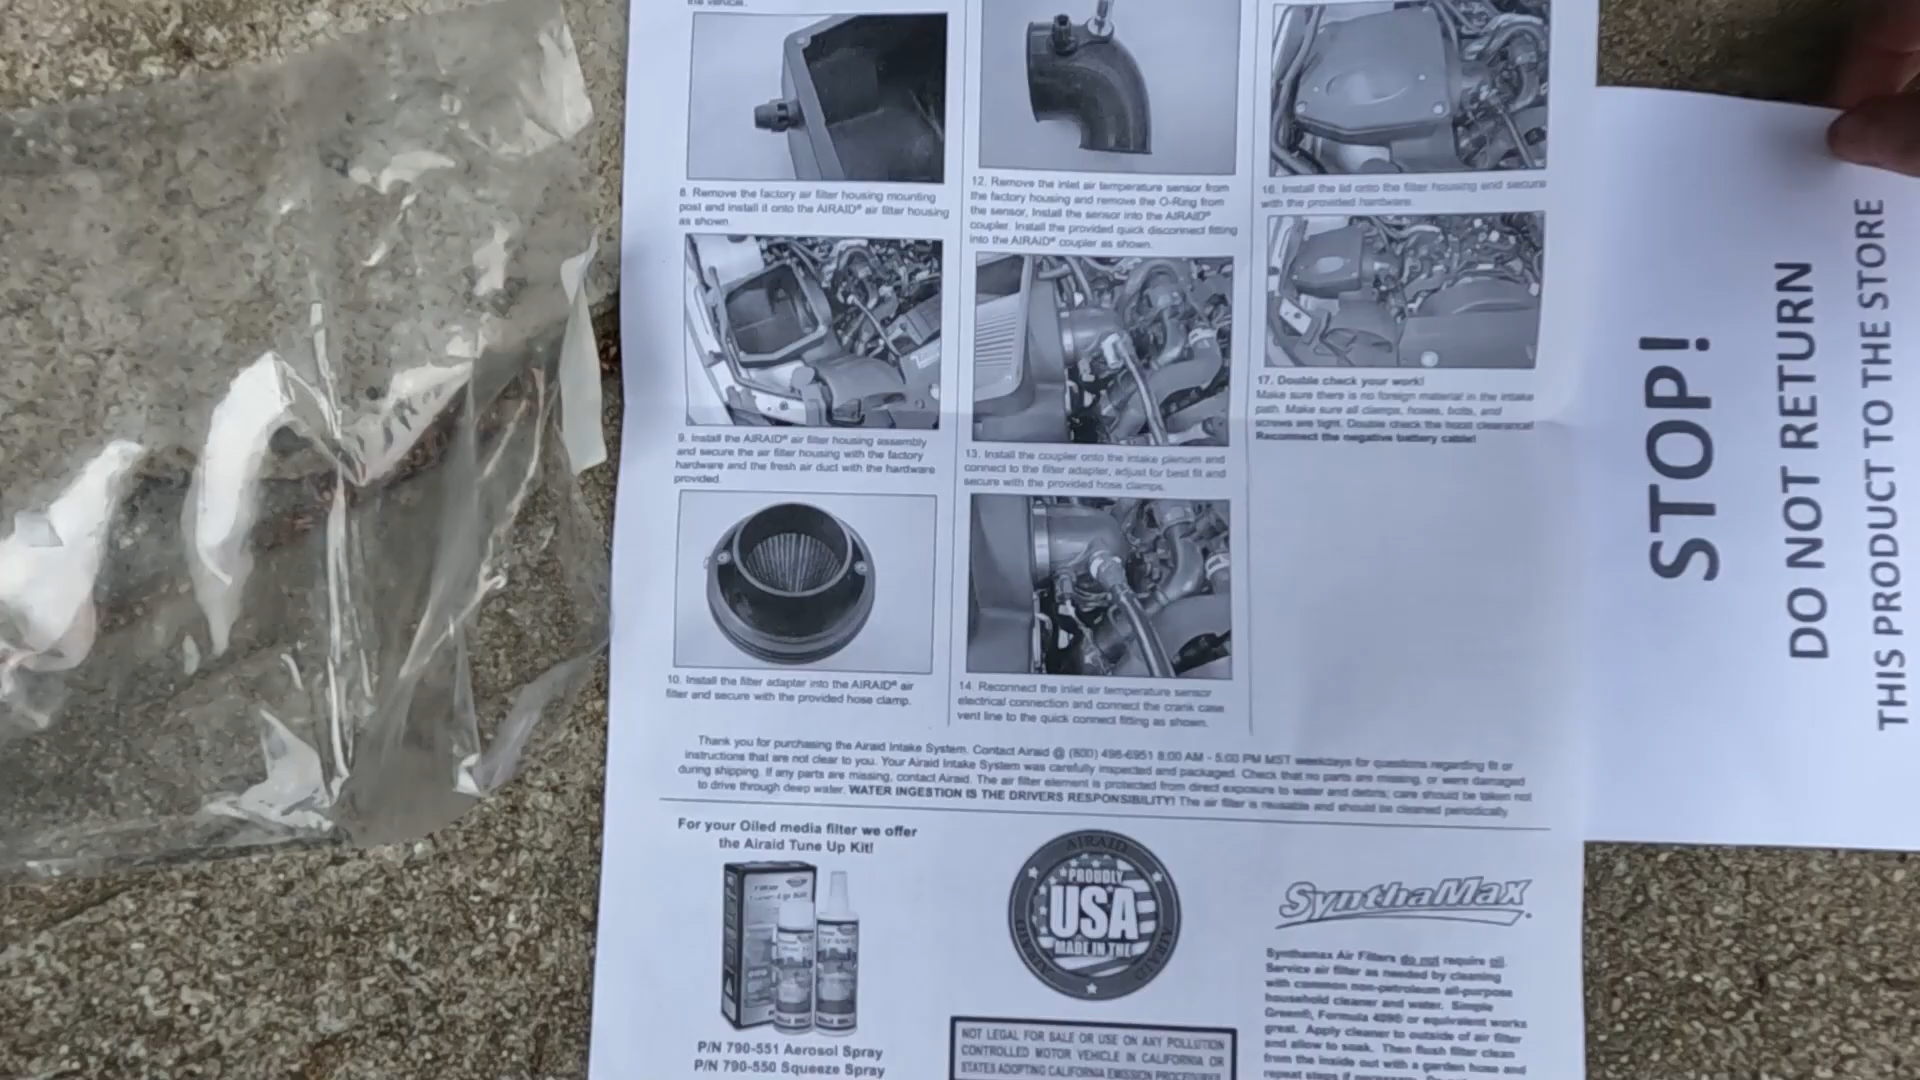 the vehicle.
8. Remove the factory air filter housing mounting
post and install it onto the AIRAID® air filter housing
as shown.
9. Install the AIRAID® air filter housing assembly
and secure the air filter housing with the factory
hardware and the fresh air duct with the hardware
provided.
10. Install the filter adapter into the AIRAID® air
filter and secure with the provided hose clamp.
12. Remove the inlet air temperature sensor from
the factory housing and remove the O-Ring from
the sensor, Install the sensor into the AIRAID®
coupler. Install the provided quick disconnect fitting
into the AIRAID® coupler as shown.
13. Install the coupler onto the intake plenum and
connect to the filter adapter, adjust for best fit and
secure with the provided hose clamps.
14. Reconnect the inlet air temperature sensor
electrical connection and connect the crank case
vent line to the quick connect fitting as shown.
16. Install the lid onto the filter housing and secure
with the provided hardware.
17. Double check your work!
Make sure there is no foreign material in the intake
path. Make sure all clamps, hoses, bolts, and
screws are tight. Double check the hood clearance!
Reconnect the negative battery cable!
Thank you for purchasing the Airaid Intake System. Contact Airaid @ (800) 498-6951 8:00 AM - 5:00 PM MST weekdays for questions regarding fit or
instructions that are not clear to you. Your Airaid Intake System was carefully inspected and packaged. Check that no parts are missing, or were damaged
during shipping. If any parts are missing, contact Airaid. The air filter element is protected from direct exposure to water and debris; care should be taken not
to drive through deep water. WATER INGESTION IS THE DRIVERS RESPONSIBILITY! The air filter is reusable and should be cleaned periodically.
For your Oiled media filter we offer
the Airaid Tune Up Kit!
P/N 790-551 Aerosol Spray
P/N 790-550 Squeeze Spray
AIRAID
PROUDLY
USA
MADE IN THE
NOT LEGAL FOR SALE OR USE ON ANY POLLUTION
CONTROLLED MOTOR VEHICLE IN CALIFORNIA OR
STATES ADOPTING CALIFORNIA EMISSION PROCEDURES.
SynthaMax
Synthamax Air Filters do not require oil.
Service air filter as needed by cleaning
with common non-petroleum all-purpose
household cleaner and water. Simple
Green®, Formula 409® or equivalent works
great. Apply cleaner to outside of air filter
and allow to soak. Then flush filter clean
from the inside out with a garden hose and
repeat steps if necessary.
STOP!
DO NOT RETURN
THIS PRODUCT TO THE STORE